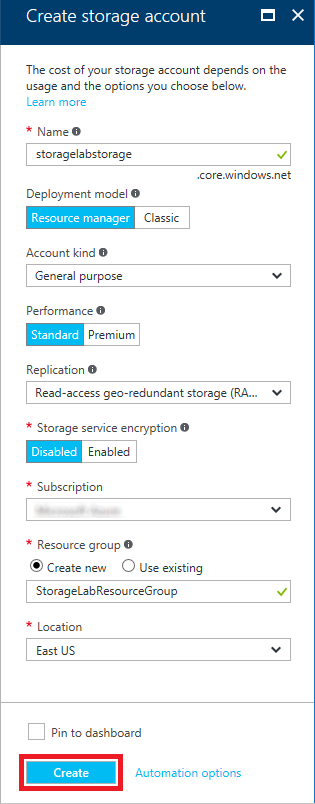 Create storage account
The cost of your storage account depends on the
usage and the options you choose below.
Learn more
* Name
storagelabstorage
.core.windows.net
Deployment model
Resource manager Classic
Account kind
General purpose
Performance
Standard Premium
Replication
Read-access geo-redundant storage (RA...
* Storage service encryption
Disabled Enabled
* Subscription
* Resource group
Create new Use existing
StorageLabResourceGroup
* Location
East US
Pin to dashboard
Create Automation options